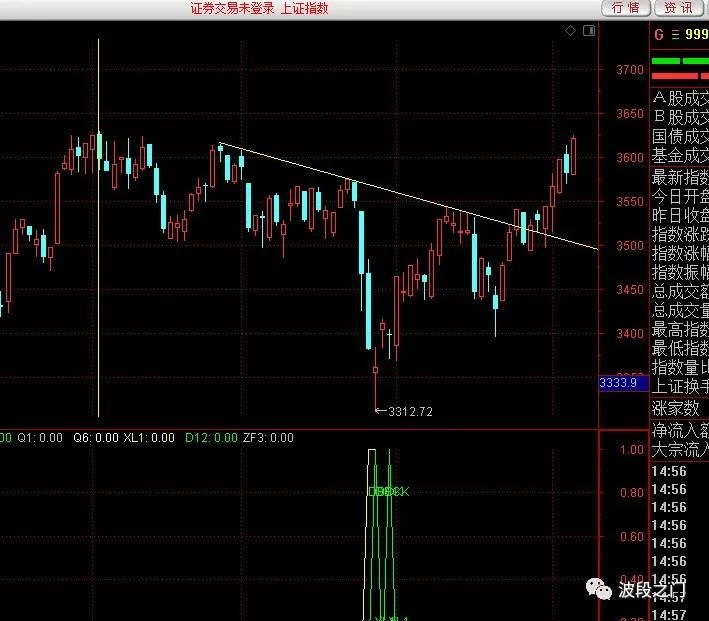 证券交易未登录 上证指数
行情
资讯
G 三 999
3700
3650
3600
3550
3500
3450
3400
3333.9
←3312.72
A股成交
B股成交
国债成交
基金成交
最新指数
今日开盘
昨日收盘
指数涨跌
指数涨幅
指数振幅
总成交额
总成交量
最高指数
最低指数
指数量比
上证换手
涨家数
净流入额
大宗流入
00 Q1: 0.00 Q6: 0.00 XL1: 0.00 D12: 0.00 ZF3: 0.00
1.00
0.80
0.60
0.40
14:56
14:56
14:56
14:56
14:56
14:56
14:56
14:57
14:57
波段之门